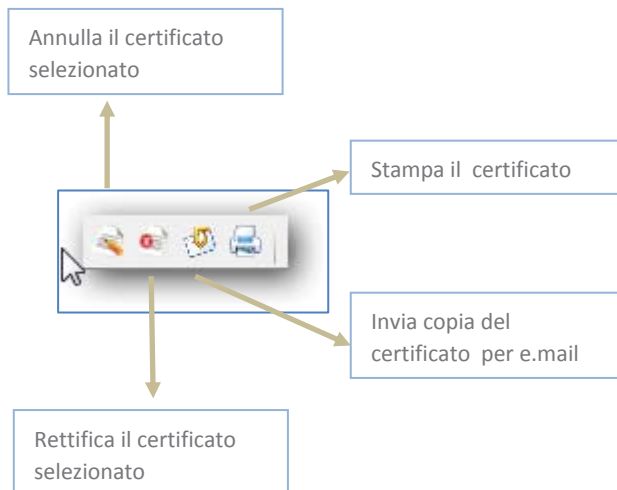 Annulla il certificato
selezionato
Stampa il certificato
Invia copia del
certificato per e.mail
Rettifica il certificato
selezionato